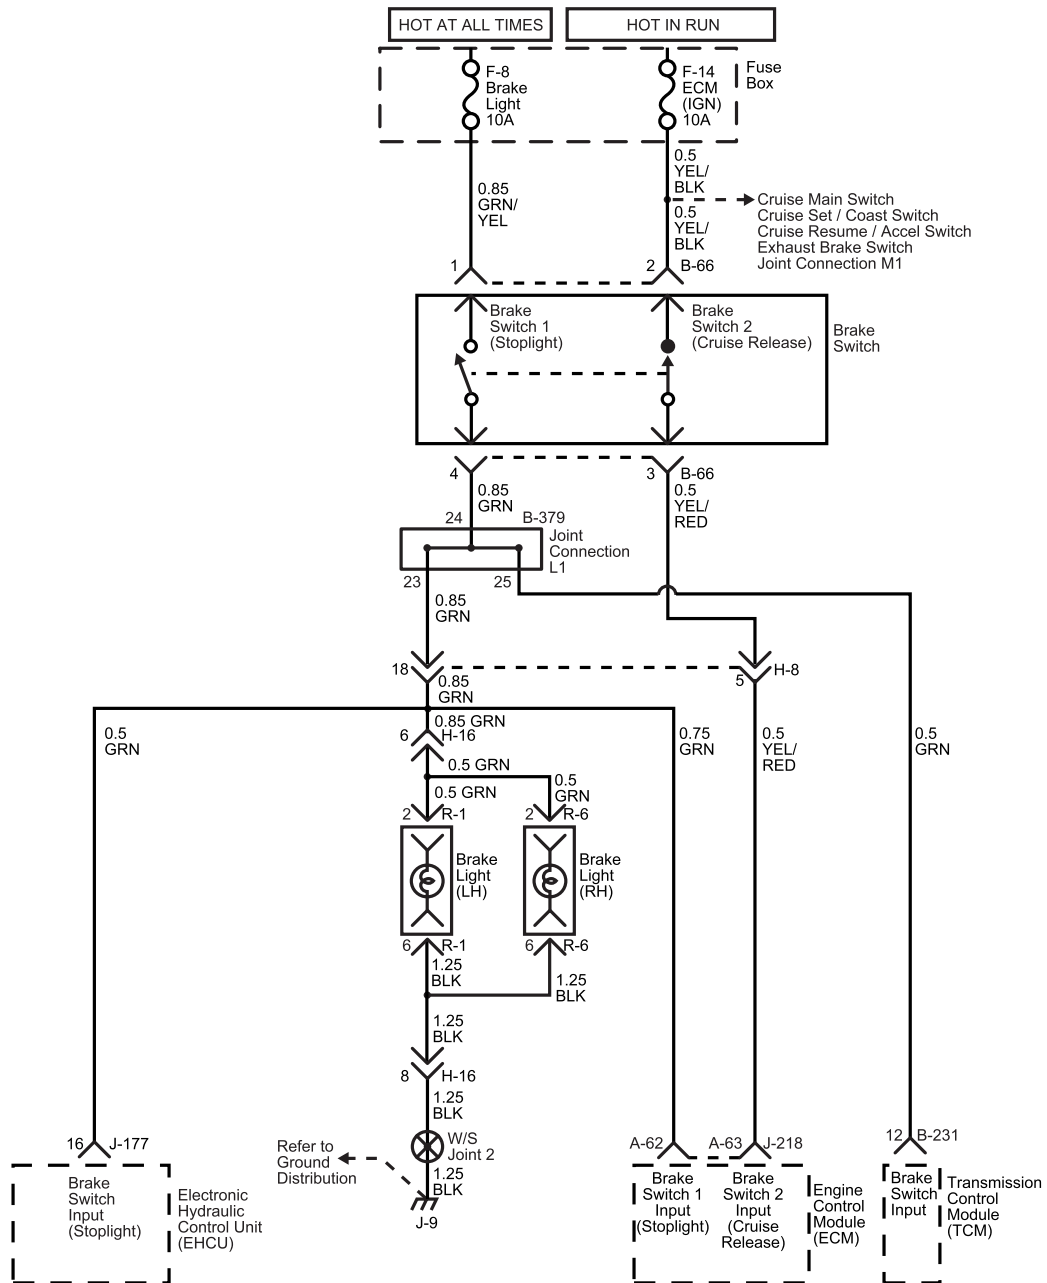 HOT AT ALL TIMES
HOT IN RUN
F-8
Brake
Light
10A
F-14
ECM
(IGN)
10A
Fuse
Box
0.85
GRN/
YEL
0.5
YEL/
BLK
0.5
YEL/
BLK
Cruise Main Switch
Cruise Set / Coast Switch
Cruise Resume / Accel Switch
Exhaust Brake Switch
Joint Connection M1
1
2
B-66
Brake
Switch 1
(Stoplight)
Brake
Switch 2
(Cruise Release)
Brake
Switch
4
3
B-66
0.85
GRN
0.5
YEL/
RED
24
B-379
Joint
Connection
L1
23
25
0.85
GRN
18
H-8
5
0.85
GRN
0.5
GRN
0.85 GRN
6
H-16
0.75
GRN
0.5
YEL/
RED
0.5
GRN
0.5 GRN
0.5 GRN
0.5
GRN
2
R-1
2
R-6
Brake
Light
(LH)
Brake
Light
(RH)
6
R-1
6
R-6
1.25
BLK
1.25
BLK
1.25
BLK
8
H-16
1.25
BLK
W/S
Joint 2
1.25
BLK
Refer to
Ground
Distribution
J-9
16
J-177
Brake
Switch
Input
(Stoplight)
Electronic
Hydraulic
Control Unit
(EHCU)
A-62
A-63
J-218
Brake
Switch 1
Input
(Stoplight)
Brake
Switch 2
Input
(Cruise
Release)
Engine
Control
Module
(ECM)
12
B-231
Brake
Switch
Input
Transmission
Control
Module
(TCM)